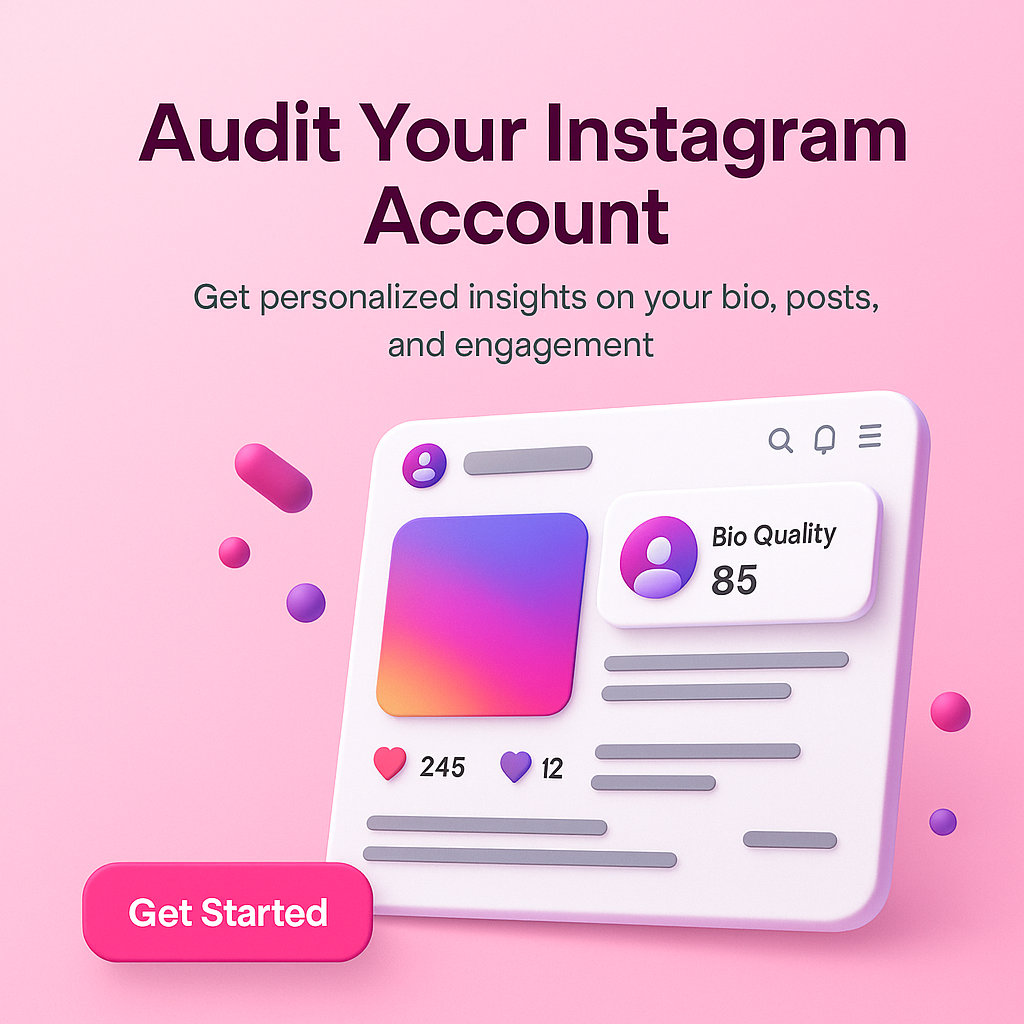 Audit Your Instagram
Account
Get personalized insights on your bio, posts,
and engagement
Bio Quality
85
245
12
Get Started